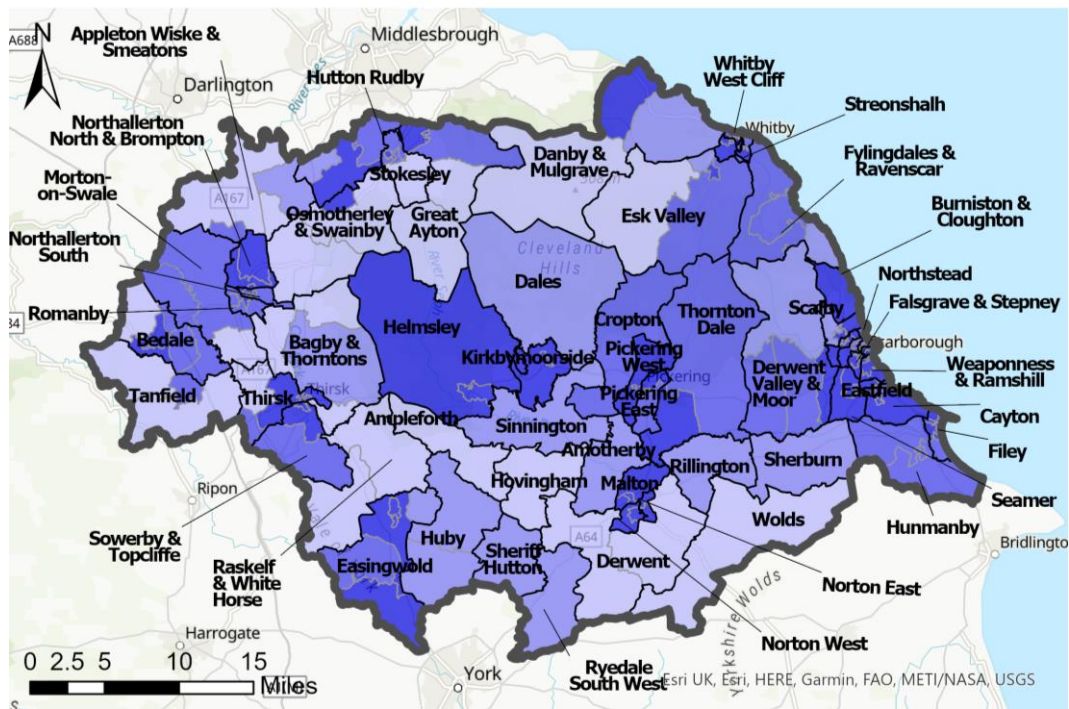 N
A688
Appleton Wiske &
Smeatons
Middlesbrough
Darlington
Hutton Rudby
Whitby
West Cliff
Streonshalh
Whitby
Northallerton
North & Brompton
Fylingdales &
Ravenscar
Morton-
on-Swale
Stokesley
Danby &
Mulgrave
A167
Osmotherley
& Swainby
Great
Ayton
Esk Valley
Burniston &
Cloughton
Northallerton
South
Cleveland
Hills
Dales
Northstead
Falsgrave & Stepney
Romanby
Helmsley
Cropton
Thornton
Dale
Scalby
Bedale
Bagby &
Thorntons
Kirkbymoorside
Pickering
West
Pickering
Weaponness
& Ramshill
Tanfield
Thirsk
A167
Thirsk
Ampleforth
Sinnington
Pickering
East
Derwent
Valley &
Moor
Eastfield
Cayton
Filey
Amotherby
Hovingham
Malton
Rillington
Sherburn
Seamer
Ripon
Hunmanby
Sowerby &
Topcliffe
Huby
Wolds
Bridlington
Raskelf
& White
Horse
Easingwold
Sheriff
Hutton
A64
Derwent
Norton East
Norton West
Yorkshire Wolds
Harrogate
York
Ryedale
South West
0 2.5 5 10 15
Miles
Esri UK, Esri, HERE, Garmin, FAO, METI/NASA, USGS